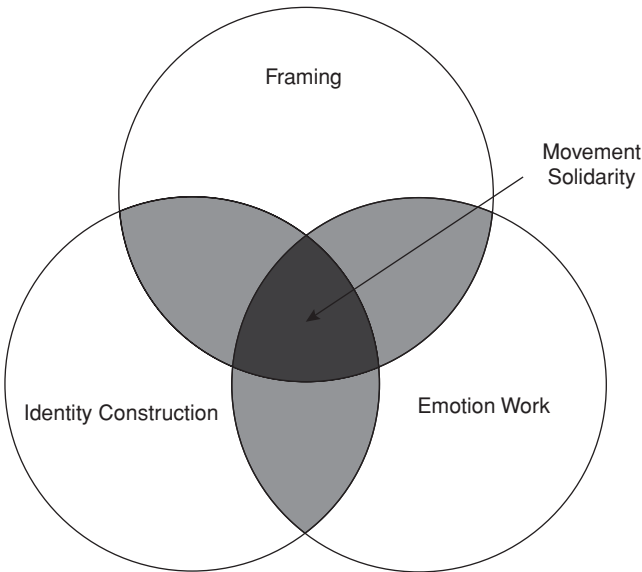 Framing
Movement
Solidarity
Identity Construction
Emotion Work